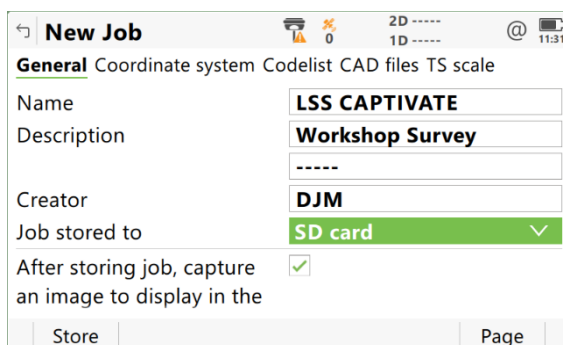 New Job
0
2D -----
1D -----
@
11:31
General Coordinate system Codelist CAD files TS scale
Name LSS CAPTIVATE
Description Workshop Survey
-----
Creator DJM
Job stored to SD card
After storing job, capture
an image to display in the
Store Page